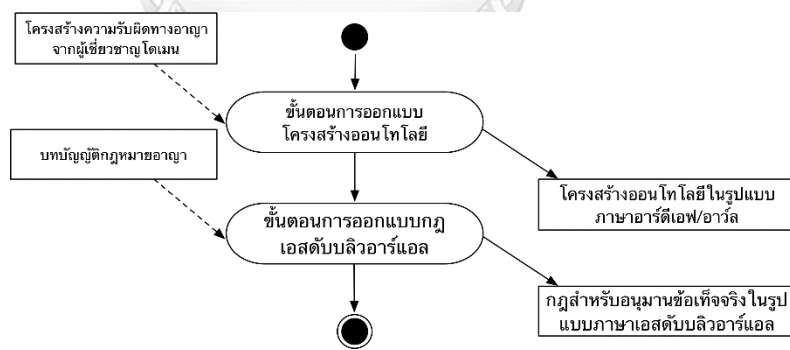 โครงสร้างความรับผิดทางอาญา
จากผู้เชี่ยวชาญโดเมน
ขั้นตอนการออกแบบ
โครงสร้างออนโทโลยี
บทบัญญัติกฎหมายอาญา
โครงสร้างออนโทโลยีในรูปแบบ
ภาษาอาร์ดีเอฟ/อาว์ล
ขั้นตอนการออกแบบกฎ
เอสดับบลิวอาร์แอล
กฎสำหรับอนุมานข้อเท็จจริงในรูป
แบบภาษาเอสดับบลิวอาร์แอล